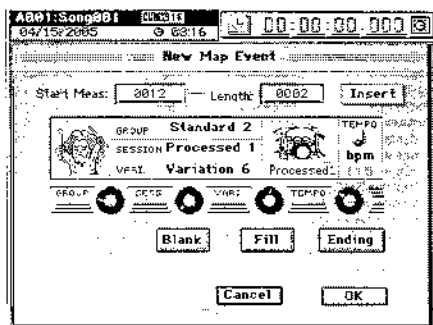 A001:Song001
04/15/2005 03:16 00:00:00.000
New Map Event
Start Meas: 0012 Length: 0002 Insert
GROUP Standard 2 TEMPO
SESSION Processed 1
bpm
VARI. Variation 6 Processed
GROUP SESS VARI TEMPO
Blank Fill Ending
Cancel OK